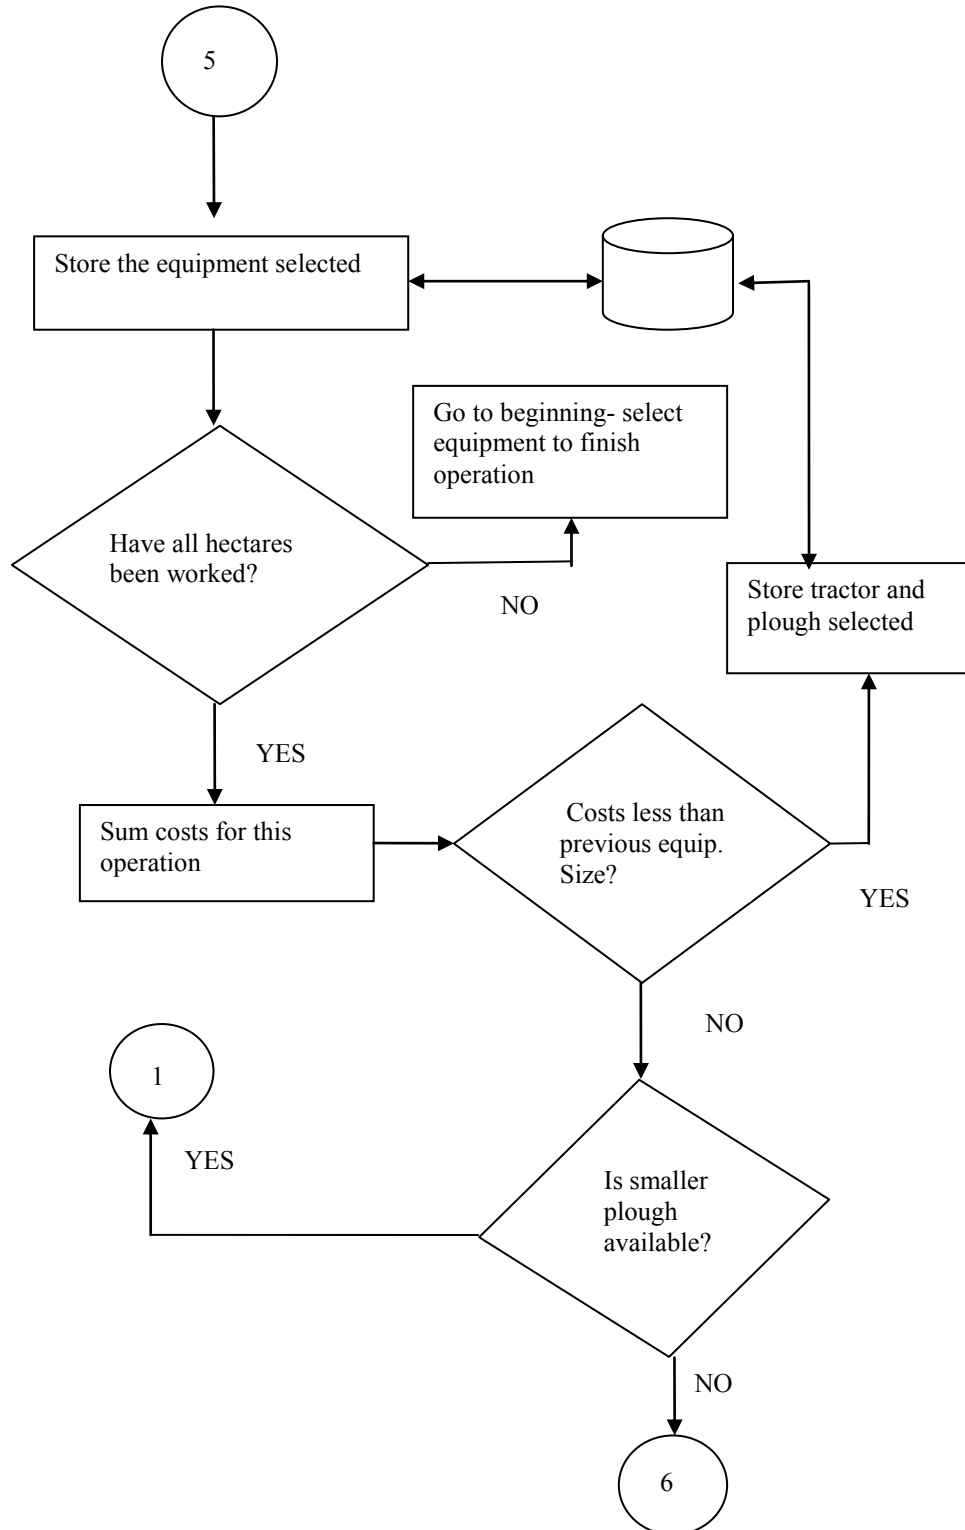 5
Store the equipment selected
Go to beginning- select
equipment to finish
operation
Have all hectares
been worked?
NO
Store tractor and
plough selected
YES
Sum costs for this
operation
Costs less than
previous equip.
Size?
YES
NO
1
YES
Is smaller
plough
available?
NO
6